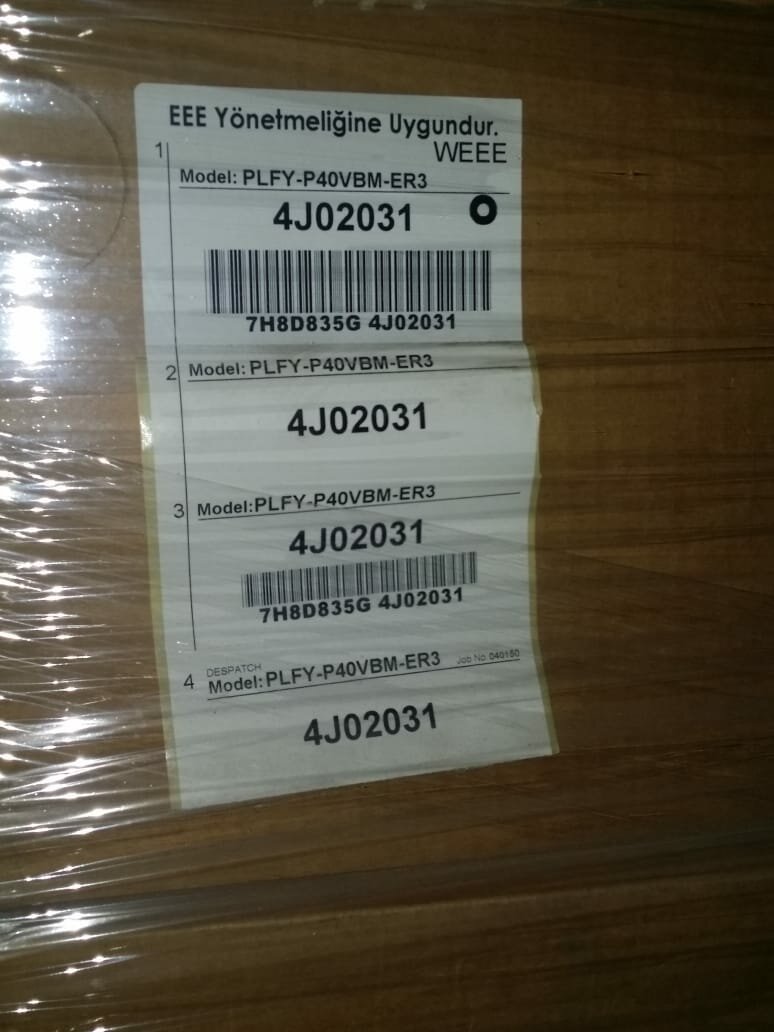 EEE Yönetmeliğine Uygundur.
WEEE
1
Model: PLFY-P40VBM-ER3
4J02031
7H8D835G 4J02031
2 Model: PLFY-P40VBM-ER3
4J02031
3 Model:PLFY-P40VBM-ER3
4J02031
7H8D835G 4J02031
DESPATCH
4 Model:PLFY-P40VBM-ER3 Job No 040150
4J02031